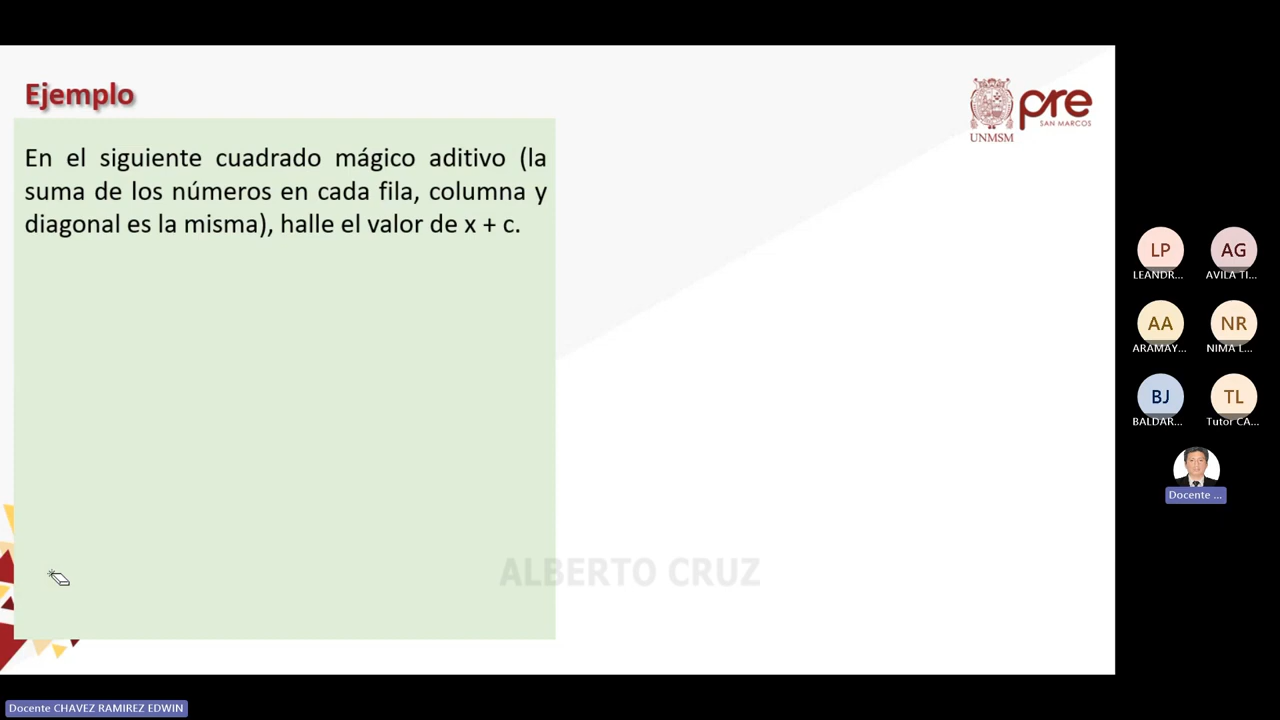 Ejemplo
En el siguiente cuadrado mágico aditivo (la
suma de los números en cada fila, columna y
diagonal es la misma), halle el valor de x + c.
UNMSM
pre
SAN MARCOS
LP
LEANDR...
AG
AVILA TI...
AA
ARAMAY...
NR
NIMA L...
BJ
BALDAR...
TL
Tutor CA...
Docente ...
ALBERTO CRUZ
Docente CHAVEZ RAMIREZ EDWIN